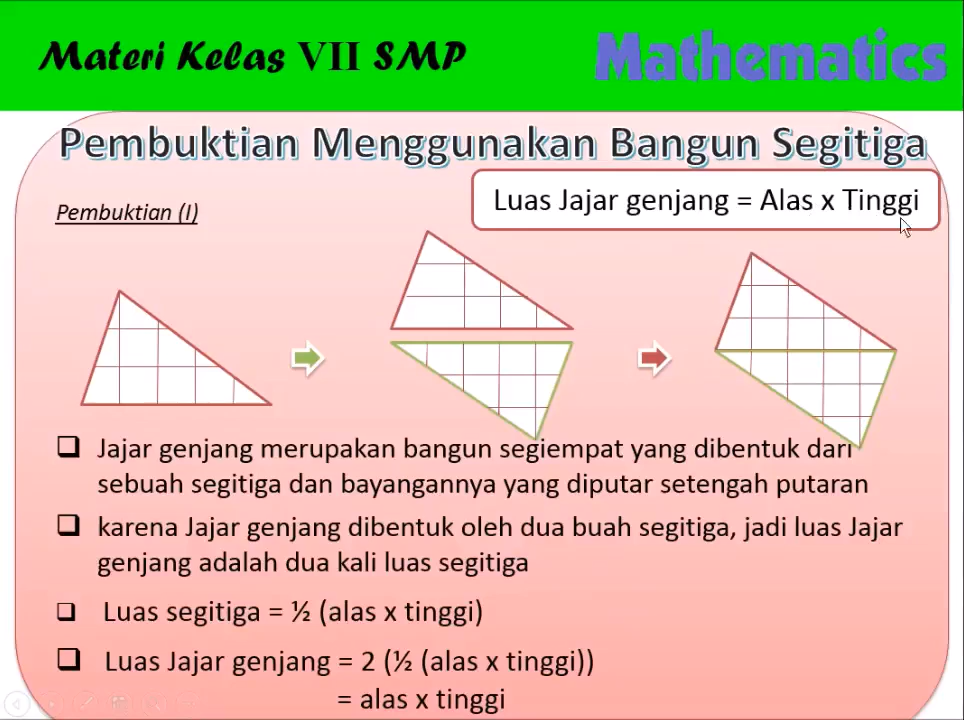 Materi Kelas VII SMP
Mathematics
Pembuktian Menggunakan Bangun Segitiga
Luas Jajar genjang = Alas x Tinggi
Pembuktian (I)
❑ Jajar genjang merupakan bangun segiempat yang dibentuk dari
sebuah segitiga dan bayangannya yang diputar setengah putaran
❑ karena Jajar genjang dibentuk oleh dua buah segitiga, jadi luas Jajar
genjang adalah dua kali luas segitiga
❑ Luas segitiga = ½ (alas x tinggi)
❑ Luas Jajar genjang = 2 (½ (alas x tinggi))
= alas x tinggi